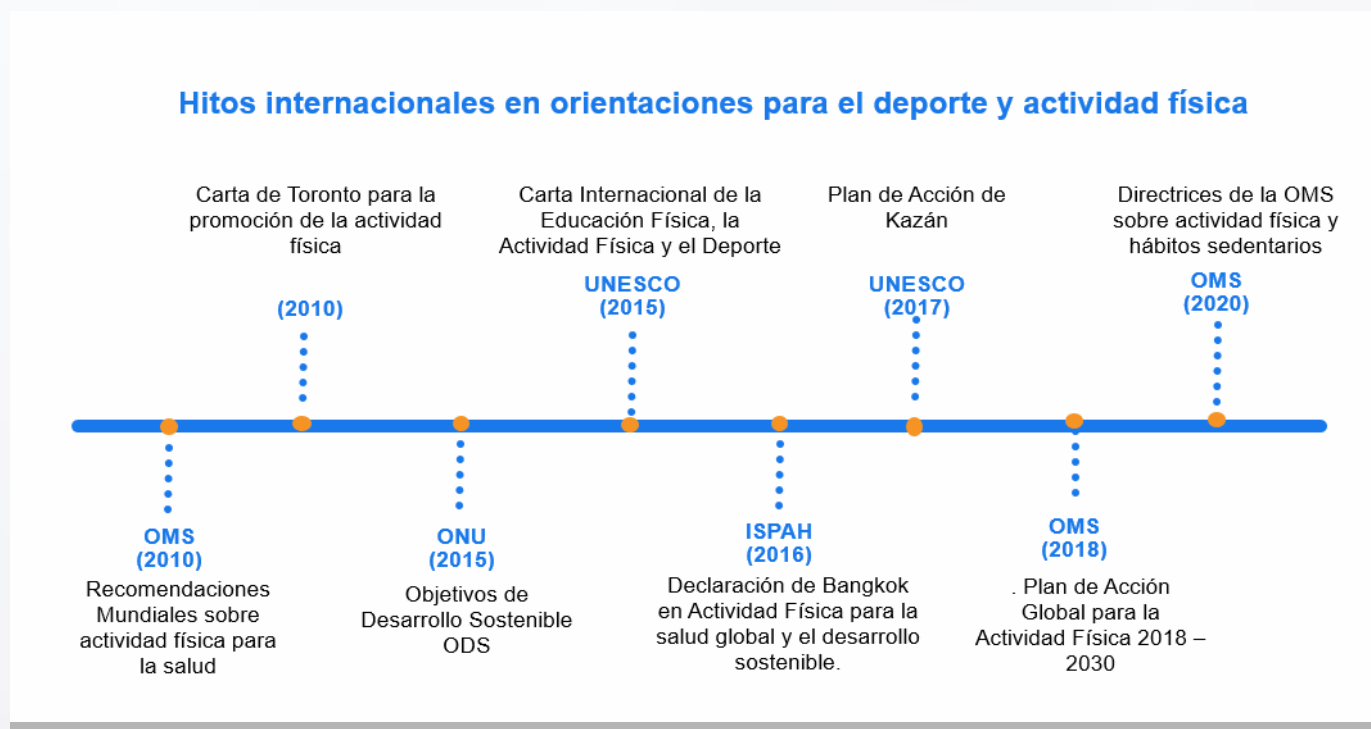 Hitos internacionales en orientaciones para el deporte y actividad física
Carta de Toronto para la
promoción de la actividad
física
(2010)
Carta Internacional de la
Educación Física, la
Actividad Física y el Deporte
UNESCO
(2015)
Plan de Acción de
Kazán
UNESCO
(2017)
Directrices de la OMS
sobre actividad física y
hábitos sedentarios
OMS
(2020)
OMS
(2010)
Recomendaciones
Mundiales sobre
actividad física para
la salud
ONU
(2015)
Objetivos de
Desarrollo Sostenible
ODS
ISPAH
(2016)
Declaración de Bangkok
en Actividad Física para la
salud global y el desarrollo
sostenible.
OMS
(2018)
. Plan de Acción
Global para la
Actividad Física 2018 –
2030